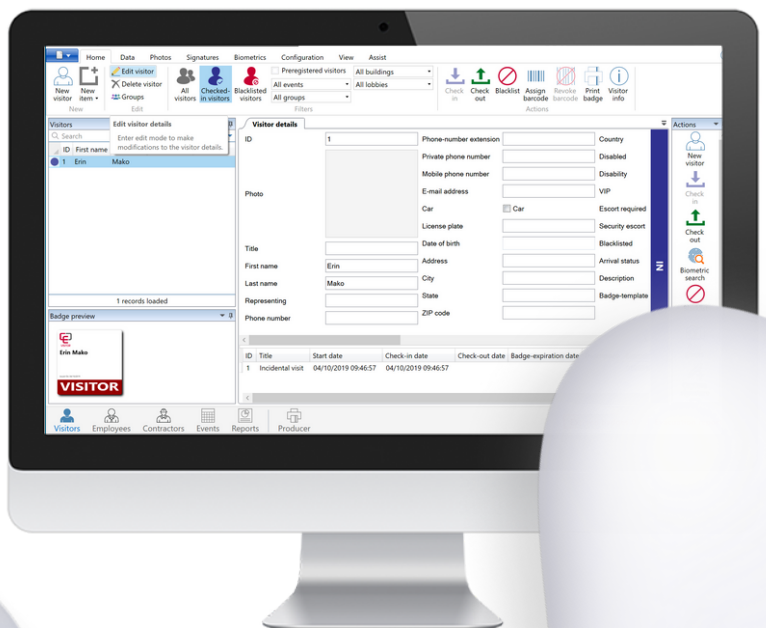 Home Data Photos Signatures Biometrics Configuration View Assist
New visitor
New item
New
Edit visitor
Delete visitor
Groups
Edit
All visitors
Checked-in visitors
Blacklisted visitors
Preregistered visitors
All events
All groups
All buildings
All lobbies
Filters
Check in
Check out
Blacklist
Assign barcode
Revoke barcode
Print badge
Visitor info
Actions
Visitors
Search
ID First name
1 Erin Mako
Edit visitor details
Enter edit mode to make
modifications to the visitor details.
1 records loaded
Badge preview
Erin Mako
VISITOR
Visitor details
ID 1
Photo
Title
First name Erin
Last name Mako
Representing
Phone number
Phone-number extension
Private phone number
Mobile phone number
E-mail address
Car Car
License plate
Date of birth
Address
City
State
ZIP code
Country
Disabled
Disability
VIP
Escort required
Security escort
Blacklisted
Arrival status
Description
Badge-template
IN
ID Title Start date Check-in date Check-out date Badge-expiration date
1 Incidental visit 04/10/2019 09:46:57 04/10/2019 09:46:57
Actions
New visitor
Check in
Check out
Biometric search
Visitors Employees Contractors Events Reports Producer